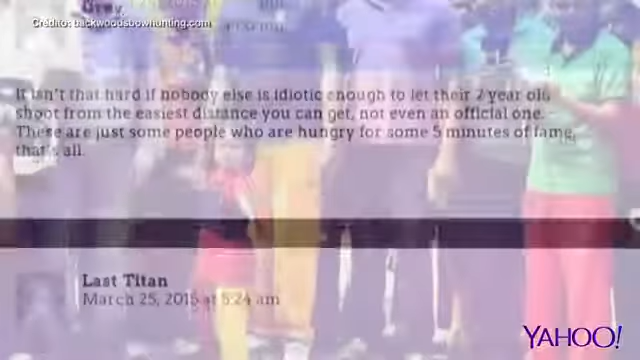 Credito: backwoodsbowhunting.com
Grey
It isn't that hard if nobody else is idiotic enough to let their 2 year old
shoot from the easiest distance you can get, not even an official one.
These are just some people who are hungry for some 5 minutes of fame,
that's all.
Last Titan
March 25, 2015 at 5:24 am
YAHOO!